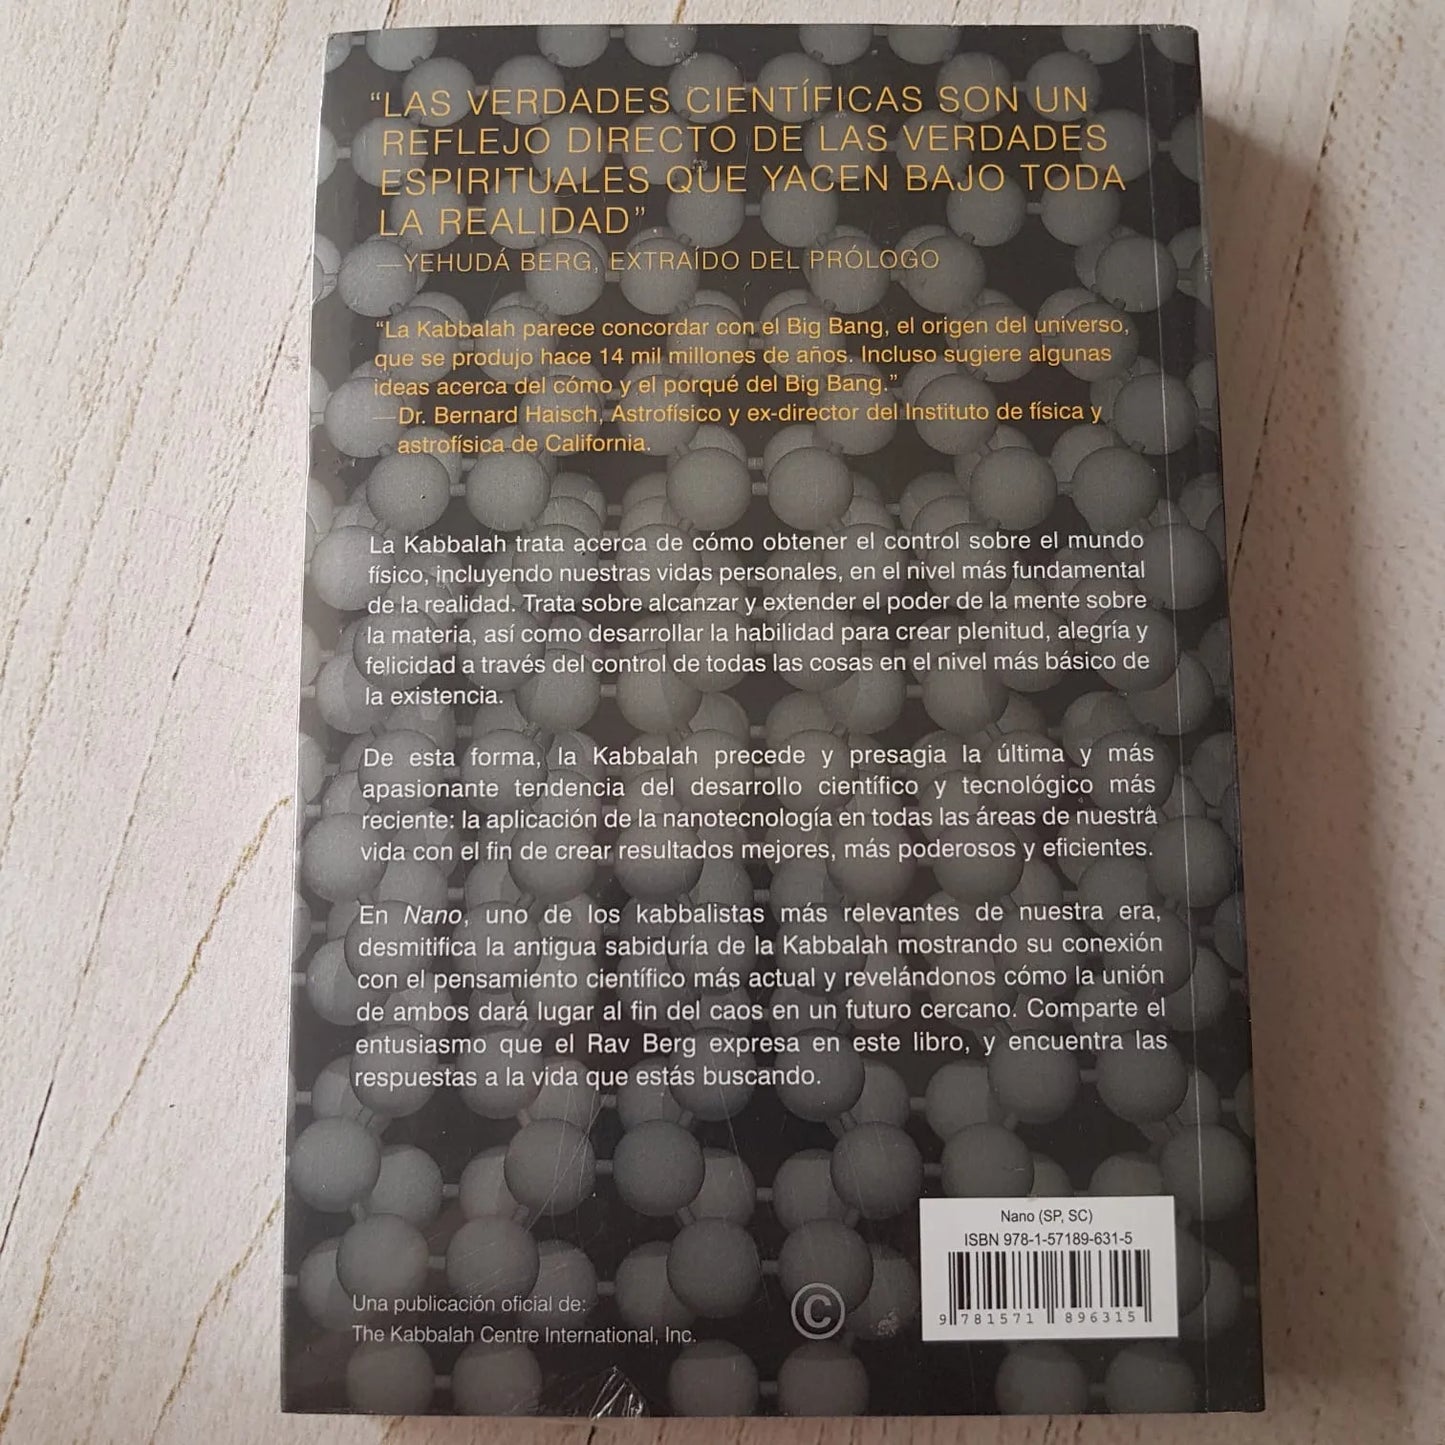 “LAS VERDADES CIENTÍFICAS SON UN
REFLEJO DIRECTO DE LAS VERDADES
ESPIRITUALES QUE YACEN BAJO TODA
LA REALIDAD”
—YEHUDÁ BERG, EXTRAÍDO DEL PRÓLOGO
“La Kabbalah parece concordar con el Big Bang, el origen del universo,
que se produjo hace 14 mil millones de años. Incluso sugiere algunas
ideas acerca del cómo y el porqué del Big Bang.”
—Dr. Bernard Haisch, Astrofísico y ex-director del Instituto de física y
astrofísica de California.
La Kabbalah trata acerca de cómo obtener el control sobre el mundo
físico, incluyendo nuestras vidas personales, en el nivel más fundamental
de la realidad. Trata sobre alcanzar y extender el poder de la mente sobre
la materia, así como desarrollar la habilidad para crear plenitud, alegría y
felicidad a través del control de todas las cosas en el nivel más básico de
la existencia.
De esta forma, la Kabbalah precede y presagia la última y más
apasionante tendencia del desarrollo científico y tecnológico más
reciente: la aplicación de la nanotecnología en todas las áreas de nuestra
vida con el fin de crear resultados mejores, más poderosos y eficientes.
En Nano, uno de los kabbalistas más relevantes de nuestra era,
desmitifica la antigua sabiduría de la Kabbalah mostrando su conexión
con el pensamiento científico más actual y revelándonos cómo la unión
de ambos dará lugar al fin del caos en un futuro cercano. Comparte el
entusiasmo que el Rav Berg expresa en este libro, y encuentra las
respuestas a la vida que estás buscando.
Nano (SP, SC)
ISBN 978-1-57189-631-5
9 781571 896315
Una publicación oficial de:
The Kabbalah Centre International, Inc.
©